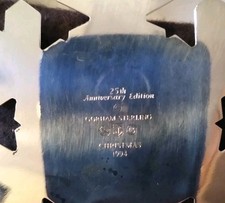 25th
Anniversary Edition
GORHAM STERLING
CHRISTMAS
1994